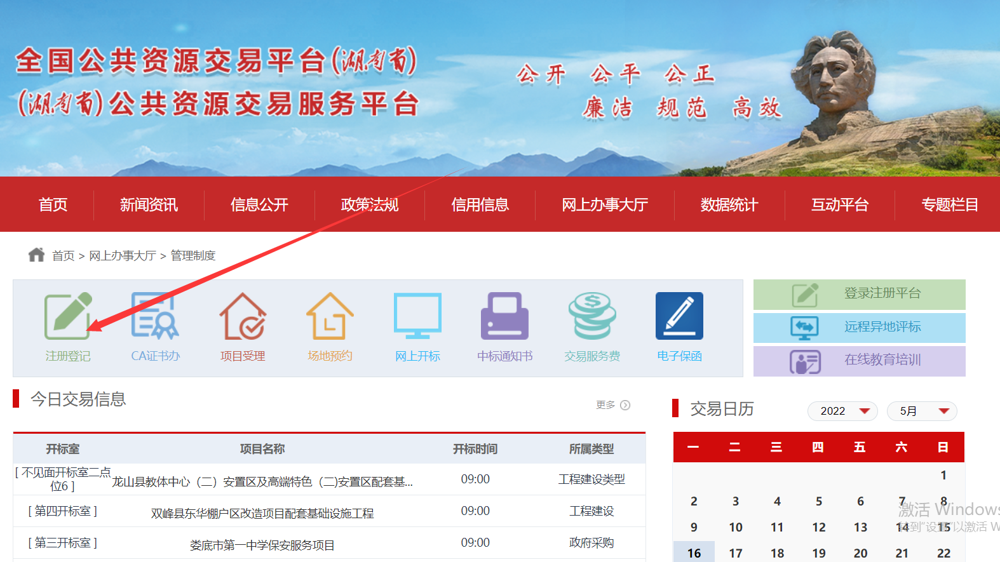 全国公共资源交易平台(湖南省)
(湖南省)公共资源交易服务平台
公开 公平 公正
廉洁 规范 高效
首页 新闻资讯 信息公开 政策法规 信用信息 网上办事大厅 数据统计 互动平台 专题栏目
首页 > 网上办事大厅 > 管理制度
注册登记 CA证书办 项目受理 场地预约 网上开标 中标通知书 交易服务费 电子保函
登录注册平台
远程异地评标
在线教育培训
今日交易信息 更多
开标室 项目名称 开标时间 所属类型
[ 不见面开标室二点位6 ] 龙山县教体中心（二）安置区及高端特色（二)安置区配套基... 09:00 工程建设类型
[ 第四开标室 ] 双峰县东华棚户区改造项目配套基础设施工程 09:00 工程建设
[ 第三开标室 ] 娄底市第一中学保安服务项目 09:00 政府采购
交易日历 2022 5月
一 二 三 四 五 六 日
1
2 3 4 5 6 7 8
9 10 11 12 13 14 15
16 17 18 19 20 21 22
激活 Windows
转到“设置”以激活 W